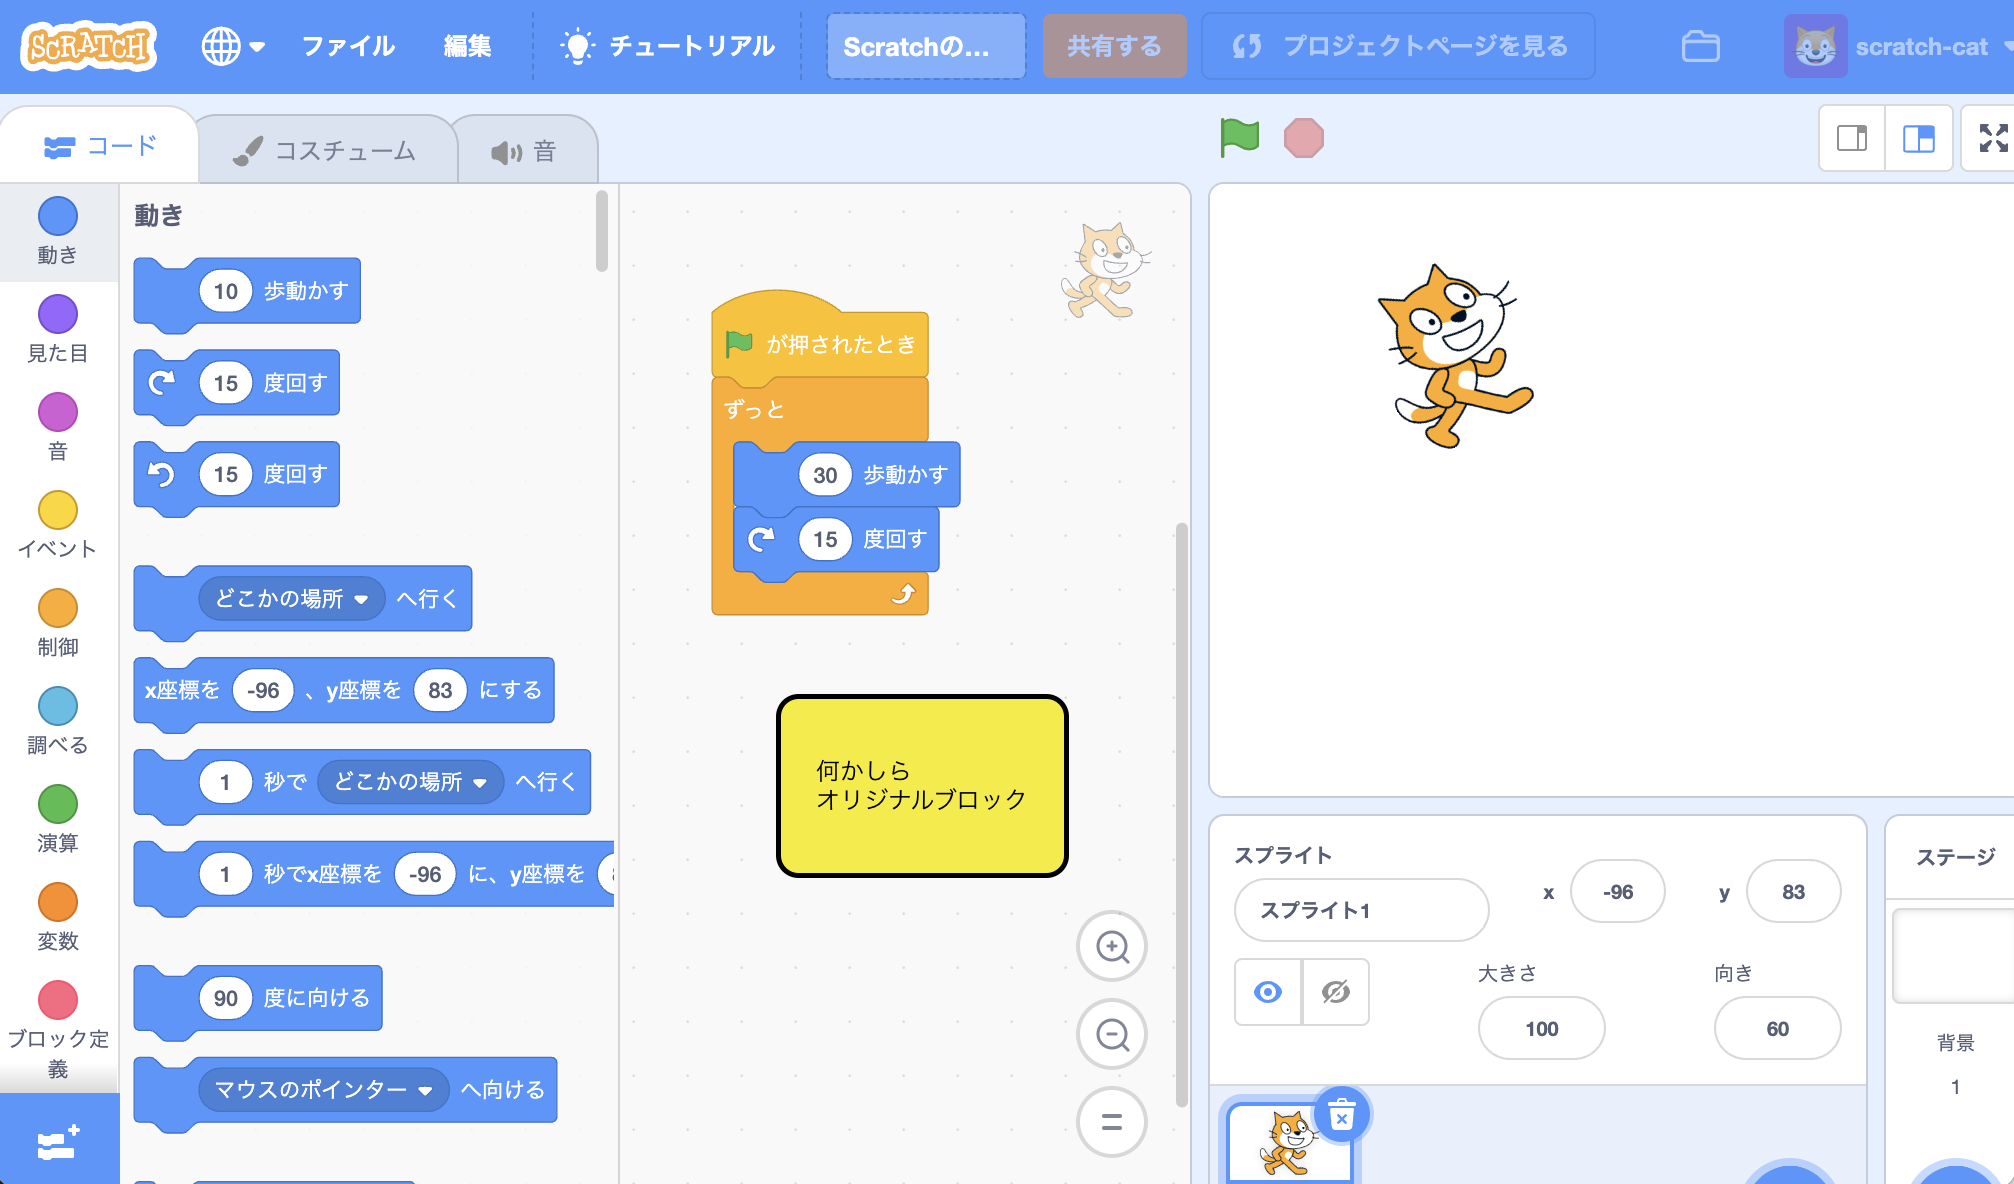 SCRATCH
ファイル
編集
チュートリアル
Scratchの...
共有する
プロジェクトページを見る
scratch-cat
コード
コスチューム
音
動き
見た目
音
イベント
制御
調べる
演算
変数
ブロック定
義
動き
10 歩動かす
15 度回す
15 度回す
どこかの場所 へ行く
x座標を -96 、y座標を 83 にする
1 秒で どこかの場所 へ行く
1 秒でx座標を -96 に、y座標を
90 度に向ける
マウスのポインター へ向ける
が押されたとき
ずっと
30 歩動かす
15 度回す
何かしら
オリジナルブロック
スプライト
スプライト1
x -96
y 83
大きさ
100
向き
60
ステージ
背景
1